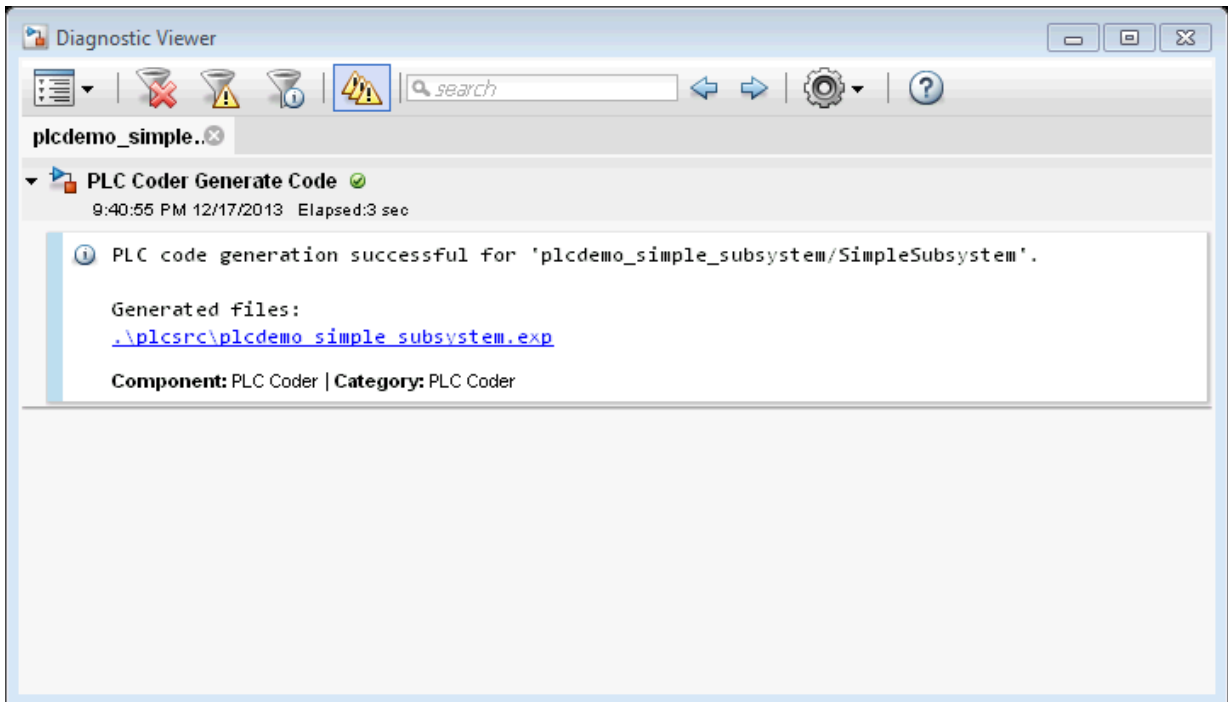 Diagnostic Viewer
search
plcdemo_simple..
PLC Coder Generate Code
9:40:55 PM 12/17/2013 Elapsed:3 sec
PLC code generation successful for 'plcdemo_simple_subsystem/SimpleSubsystem'.
Generated files:
.\plcsrc\plcdemo_simple_subsystem.exp
Component: PLC Coder | Category: PLC Coder